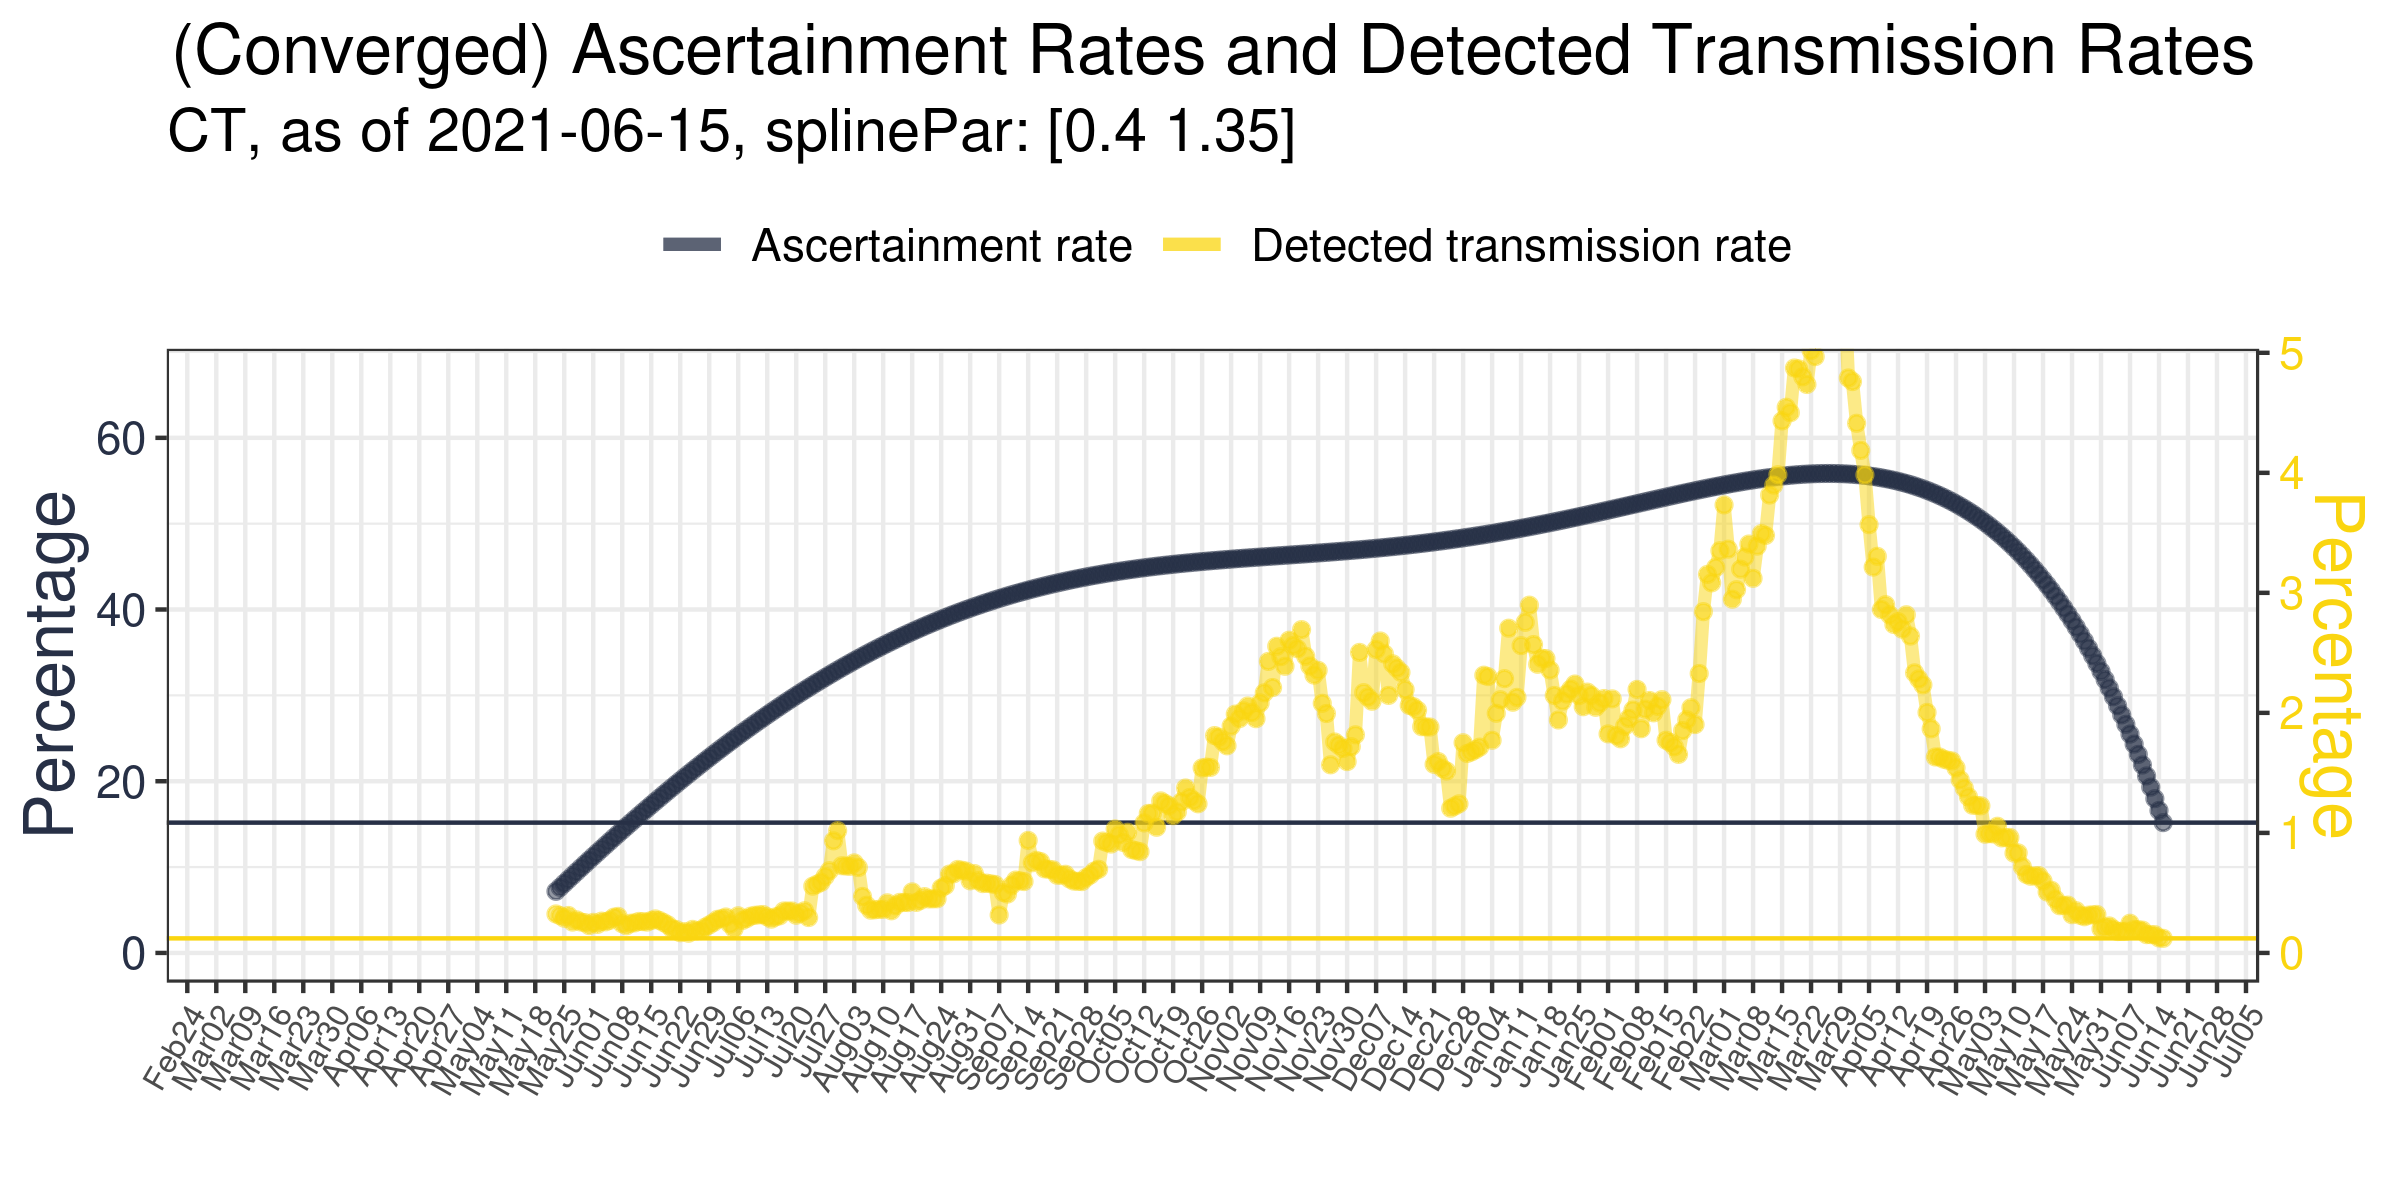 (Converged) Ascertainment Rates and Detected Transmission Rates
CT, as of 2021-06-15, splinePar: [0.4 1.35]
Ascertainment rate Detected transmission rate
Percentage
60
40
20
0
5
4
3
2
1
0
Percentage
Feb24 Mar02 Mar09 Mar16 Mar23 Mar30 Apr06 Apr13 Apr20 Apr27 May04 May11 May18 May25 Jun01 Jun08 Jun15 Jun22 Jun29 Jul06 Jul13 Jul20 Jul27 Aug03 Aug10 Aug17 Aug24 Aug31 Sep07 Sep14 Sep21 Sep28 Oct05 Oct12 Oct19 Oct26 Nov02 Nov09 Nov16 Nov23 Nov30 Dec07 Dec14 Dec21 Dec28 Jan04 Jan11 Jan18 Jan25 Feb01 Feb08 Feb15 Feb22 Mar01 Mar08 Mar15 Mar22 Mar29 Apr05 Apr12 Apr19 Apr26 May03 May10 May17 May24 May31 Jun07 Jun14 Jun21 Jun28 Jul05